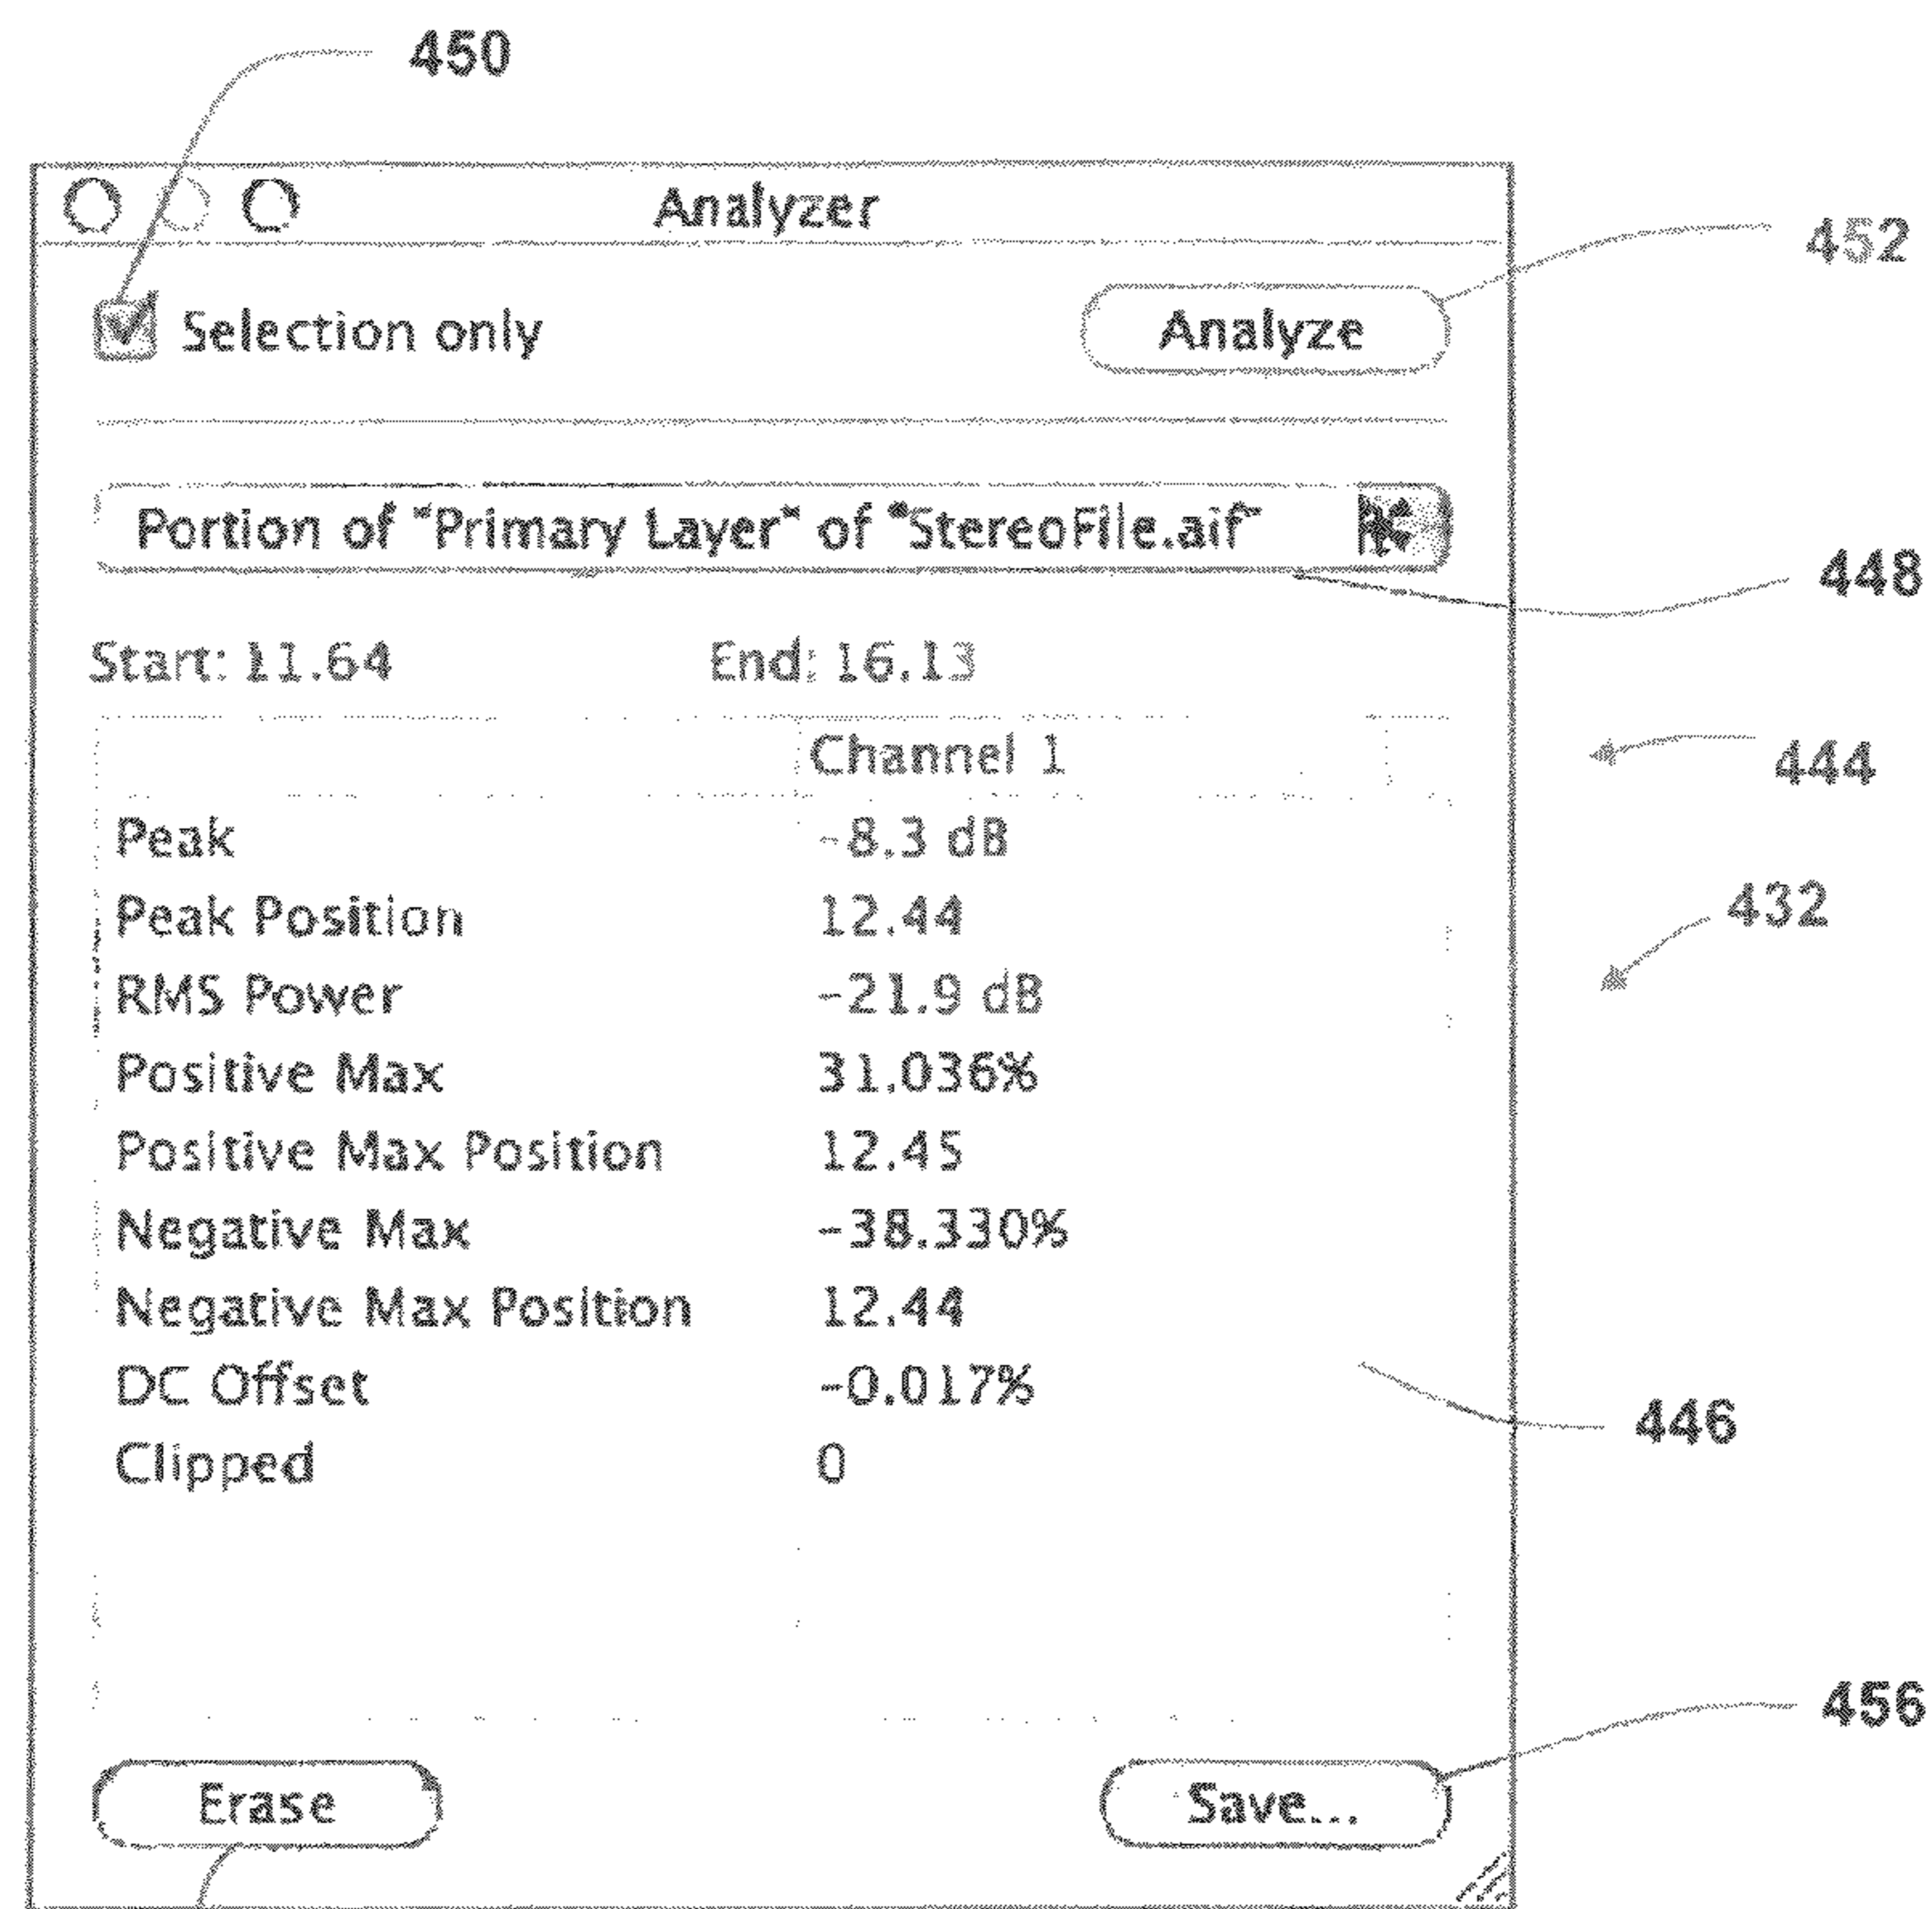 450
Analyzer
452
Selection only
Analyze
Portion of "Primary Layer" of "StereoFile.aif"
448
Start: 11.64 End: 16.13
Channel 1
444
Peak -8.3 dB
432
Peak Position 12.44
RMS Power -21.9 dB
Positive Max 31.036%
Positive Max Position 12.45
Negative Max -38.330%
Negative Max Position 12.44
DC Offset -0.017%
446
Clipped 0
456
Erase
Save...